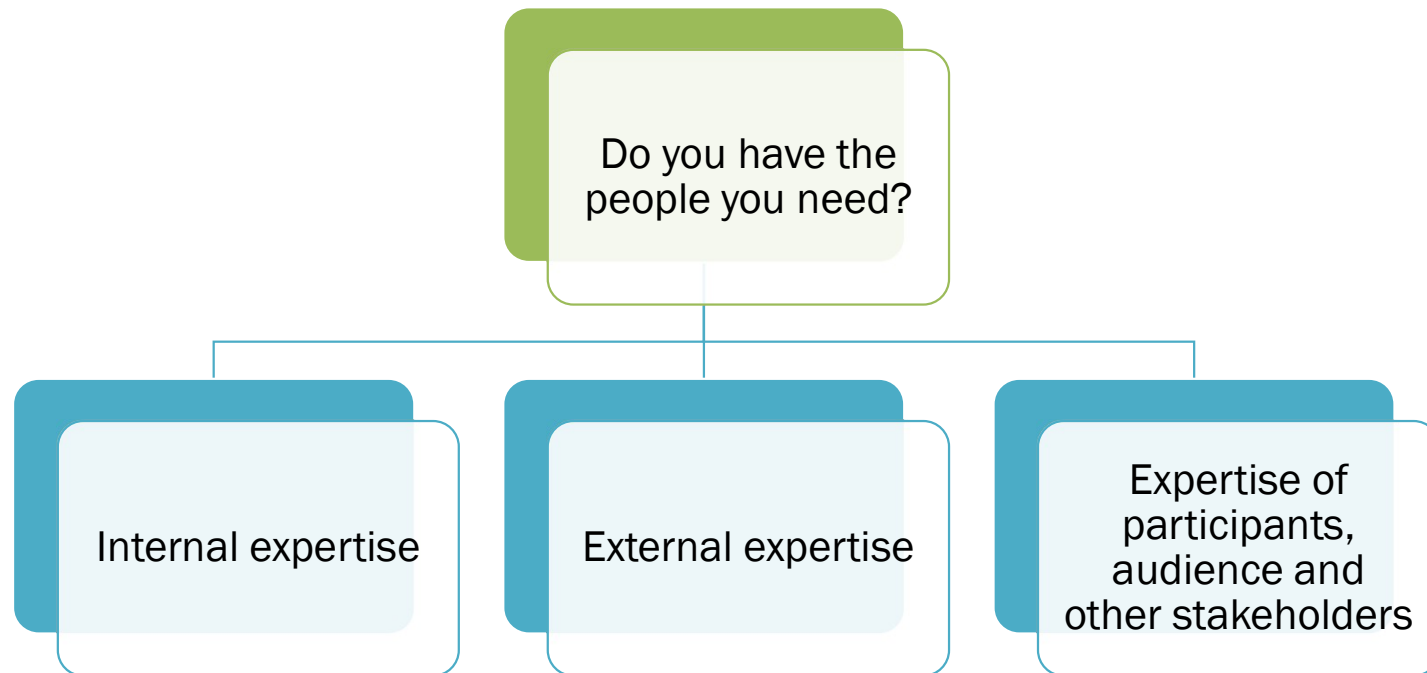 Do you have the
people you need?
Internal expertise
External expertise
Expertise of
participants,
audience and
other stakeholders